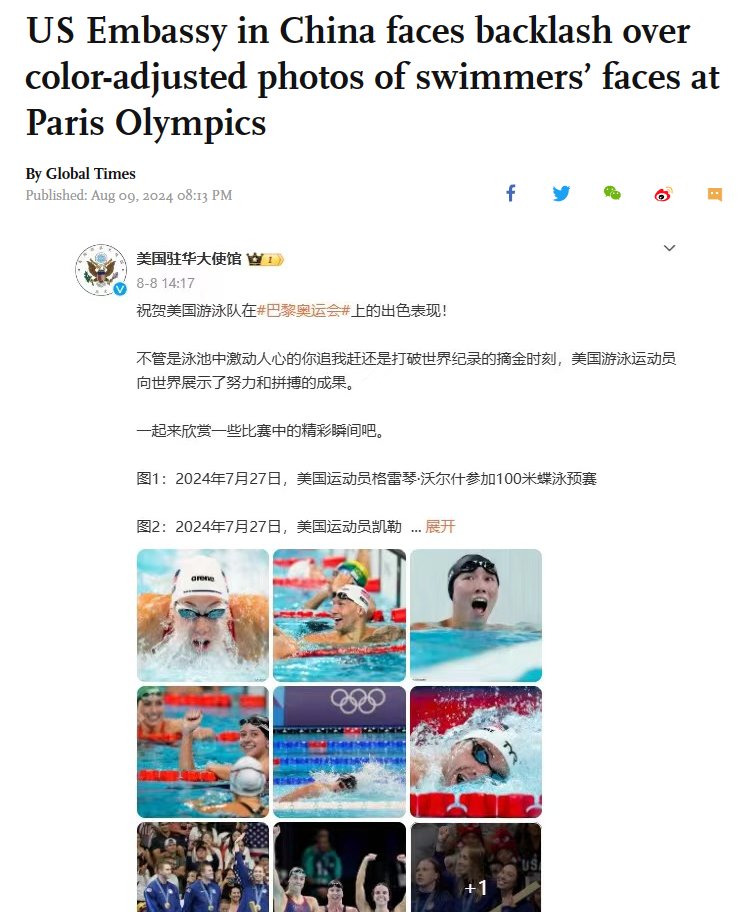 US Embassy in China faces backlash over
color-adjusted photos of swimmers’ faces at
Paris Olympics
By Global Times
Published: Aug 09, 2024 08:13 PM
美国驻华大使馆 1
8-8 14:17
祝贺美国游泳队在#巴黎奥运会#上的出色表现！
不管是泳池中激动人心的你追我赶还是打破世界纪录的摘金时刻，美国游泳运动员
向世界展示了努力和拼搏的成果。
一起来欣赏一些比赛中的精彩瞬间吧。
图1：2024年7月27日，美国运动员格雷琴·沃尔什参加100米蝶泳预赛
图2：2024年7月27日，美国运动员凯勒 ... 展开
arena
+1